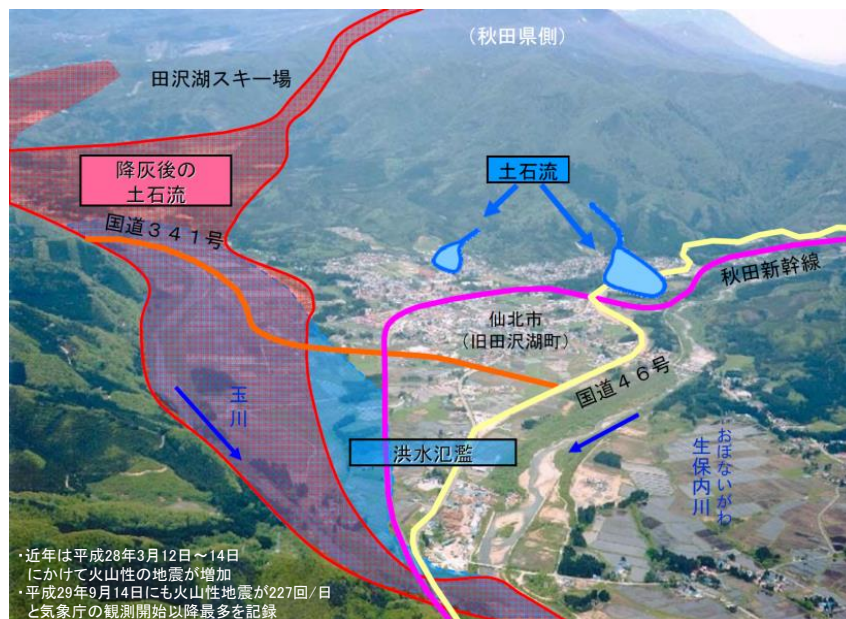 （秋田県側）
田沢湖スキー場
降灰後の
土石流
土石流
国道３４１号
秋田新幹線
仙北市
（旧田沢湖町）
国道４６号
玉川
洪水氾濫
おぼないがわ
生保内川
・近年は平成28年3月12日～14日
にかけて火山性の地震が増加
・平成29年9月14日にも火山性地震が227回/日
と気象庁の観測開始以降最多を記録